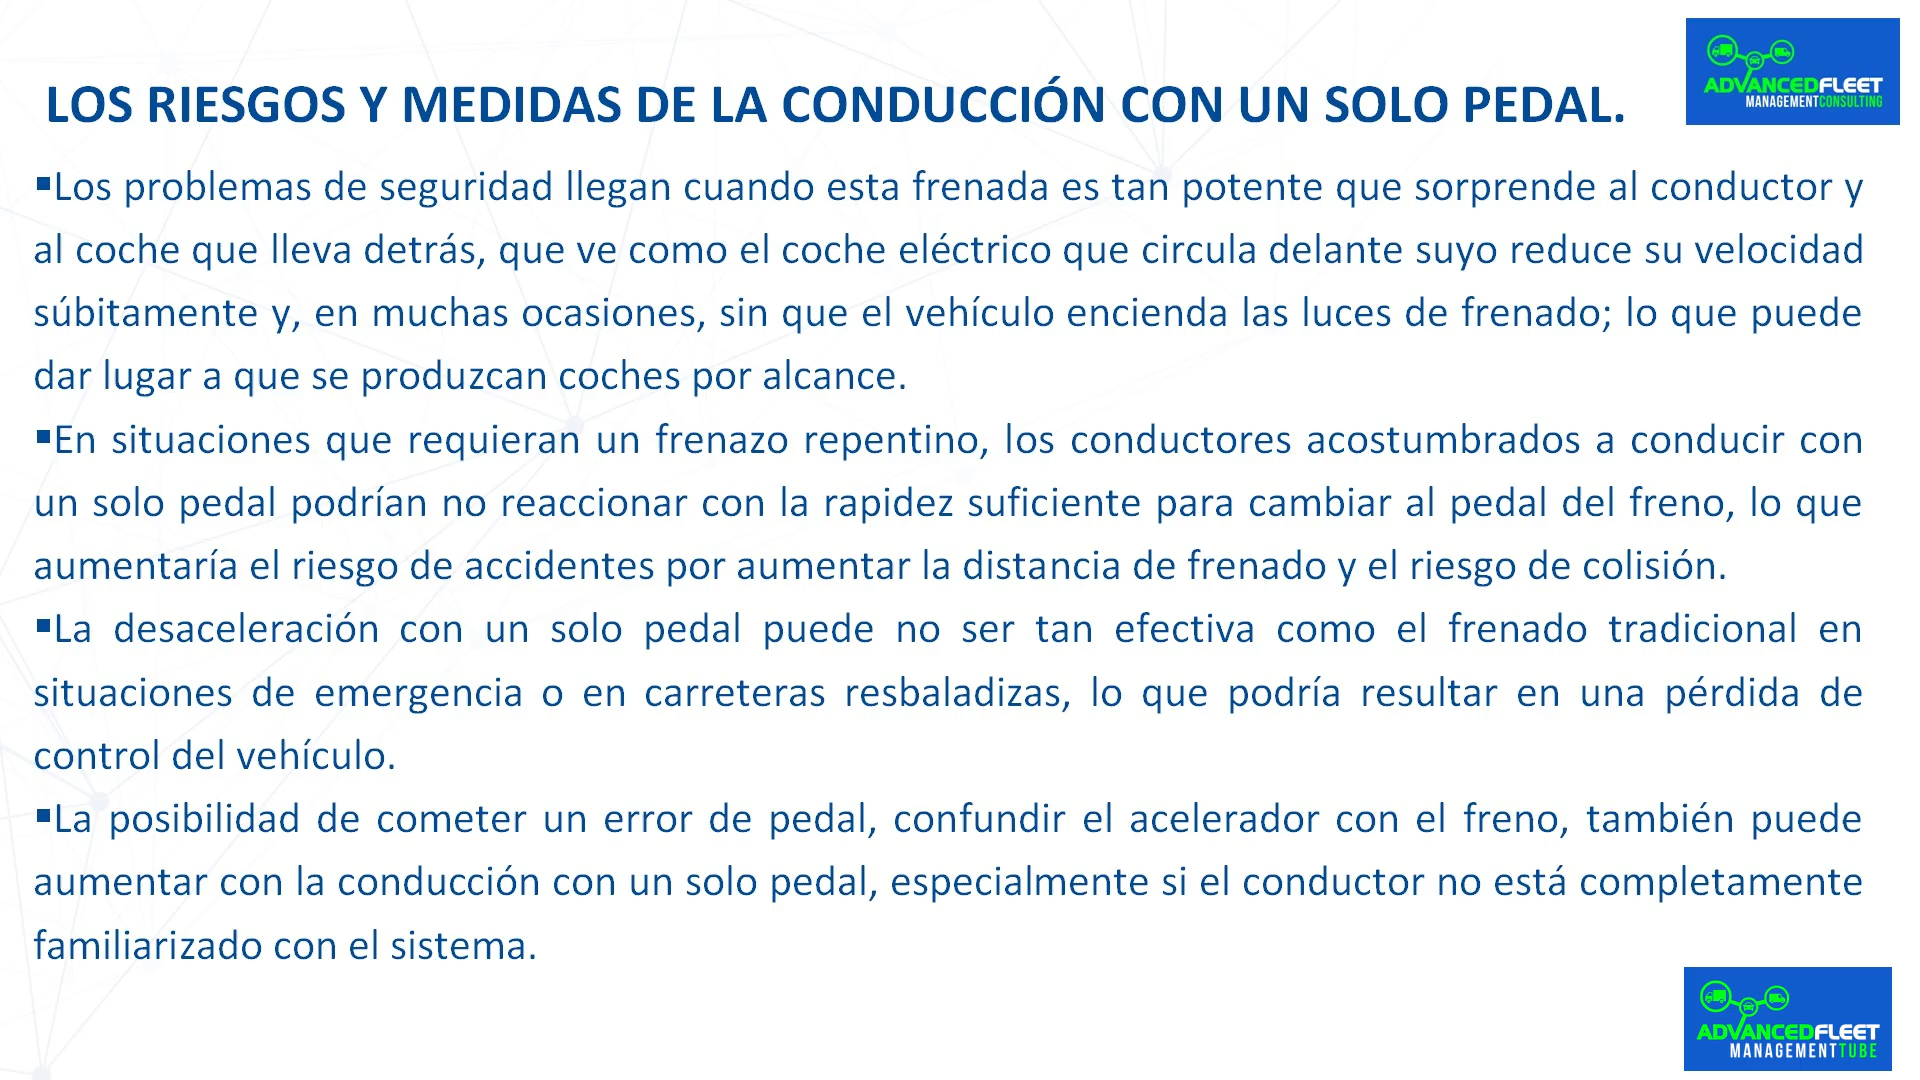 ADVANCEDFLEET
MANAGEMENTCONSULTING
LOS RIESGOS Y MEDIDAS DE LA CONDUCCIÓN CON UN SOLO PEDAL.
▪Los problemas de seguridad llegan cuando esta frenada es tan potente que sorprende al conductor y
al coche que lleva detrás, que ve como el coche eléctrico que circula delante suyo reduce su velocidad
súbitamente y, en muchas ocasiones, sin que el vehículo encienda las luces de frenado; lo que puede
dar lugar a que se produzcan coches por alcance.
▪En situaciones que requieran un frenazo repentino, los conductores acostumbrados a conducir con
un solo pedal podrían no reaccionar con la rapidez suficiente para cambiar al pedal del freno, lo que
aumentaría el riesgo de accidentes por aumentar la distancia de frenado y el riesgo de colisión.
▪La desaceleración con un solo pedal puede no ser tan efectiva como el frenado tradicional en
situaciones de emergencia o en carreteras resbaladizas, lo que podría resultar en una pérdida de
control del vehículo.
▪La posibilidad de cometer un error de pedal, confundir el acelerador con el freno, también puede
aumentar con la conducción con un solo pedal, especialmente si el conductor no está completamente
familiarizado con el sistema.
ADVANCEDFLEET
MANAGEMENTTUBE